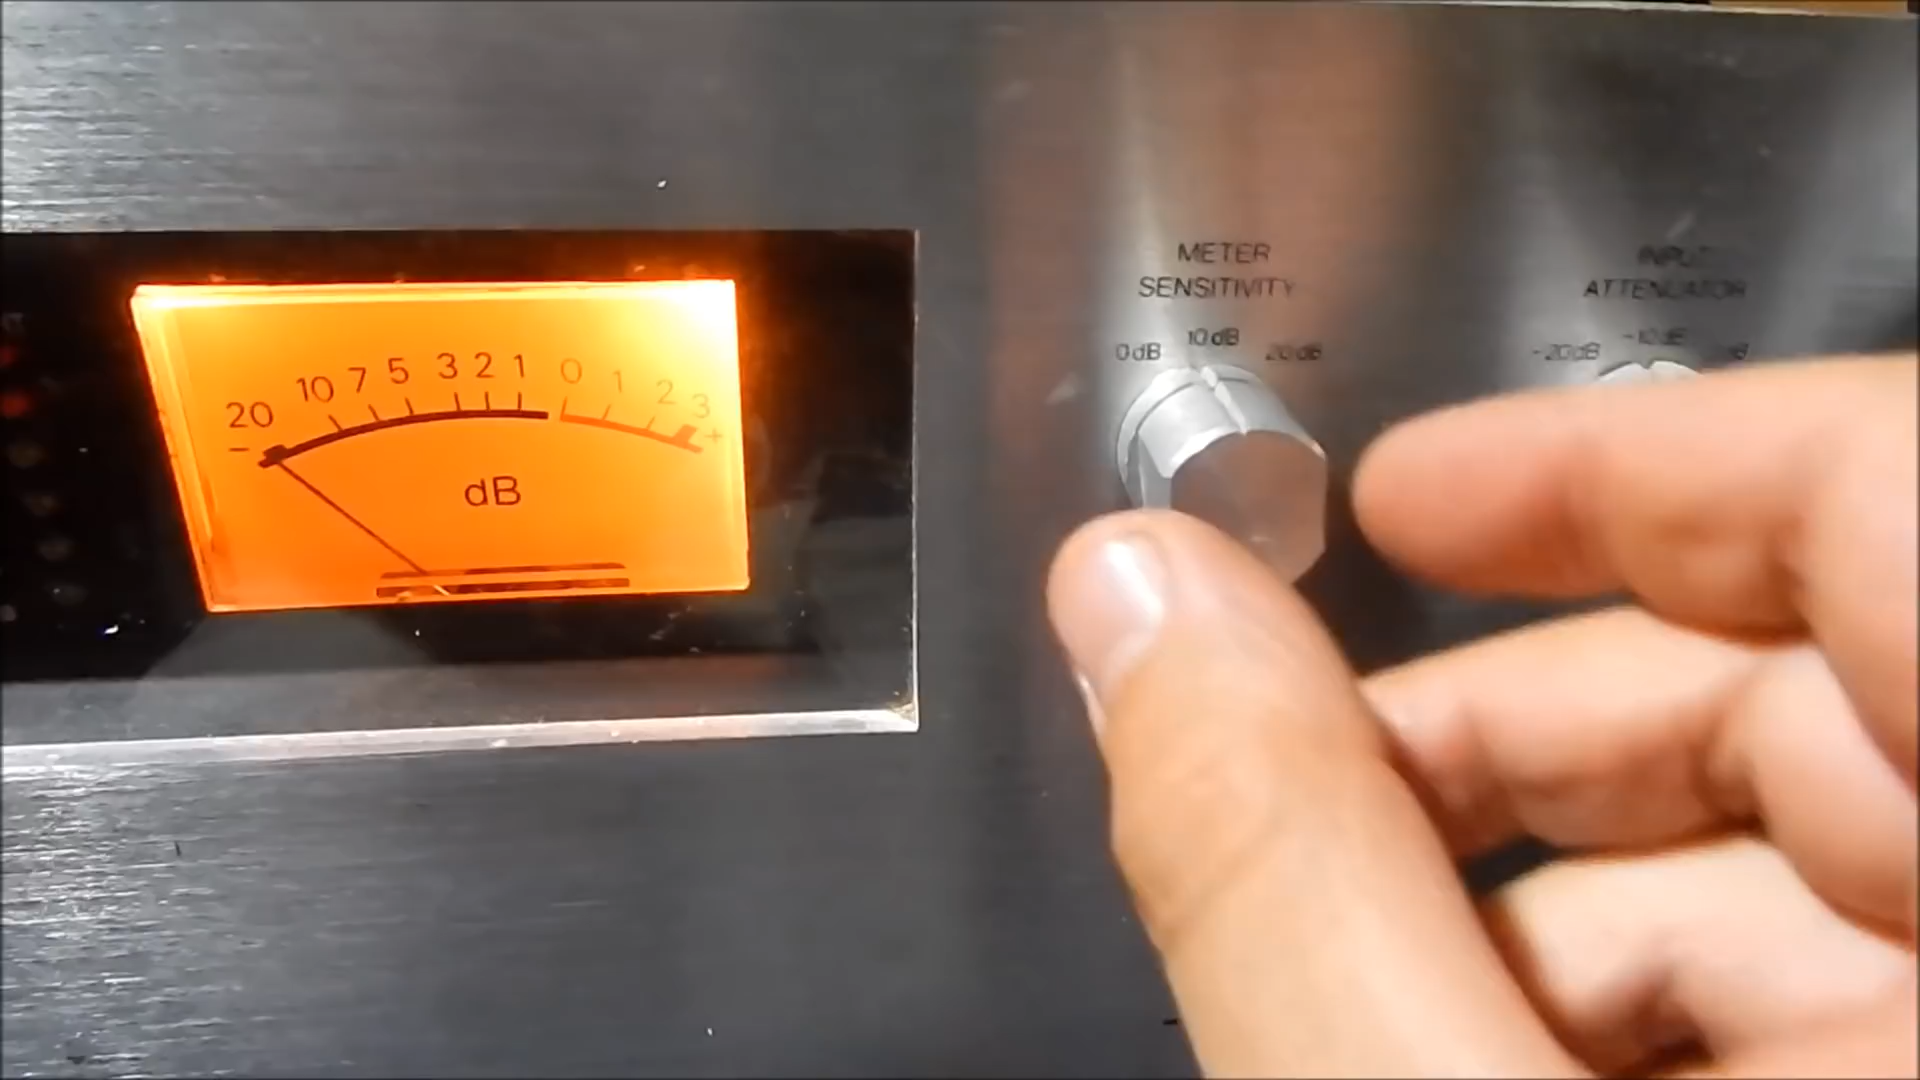 20 10 7 5 3 2 1 0 1 2 3
- +
dB
METER
SENSITIVITY
0dB 10dB 20dB
INPUT
ATTENUATOR
-20dB -10dB